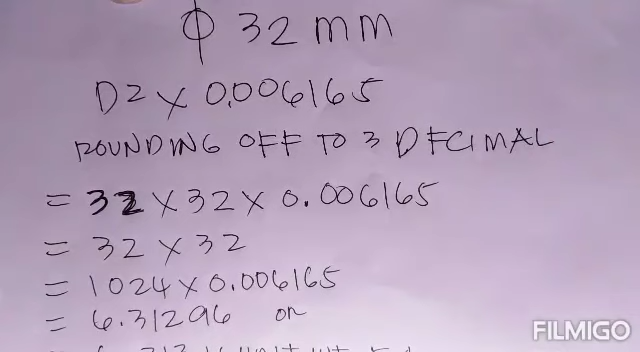 ϕ 32 mm
D2 x 0.006165
ROUNDING OFF TO 3 DECIMAL
= 32 x 32 x 0.006165
= 32 x 32
= 1024 x 0.006165
= 6.31296 or
FILMIGO